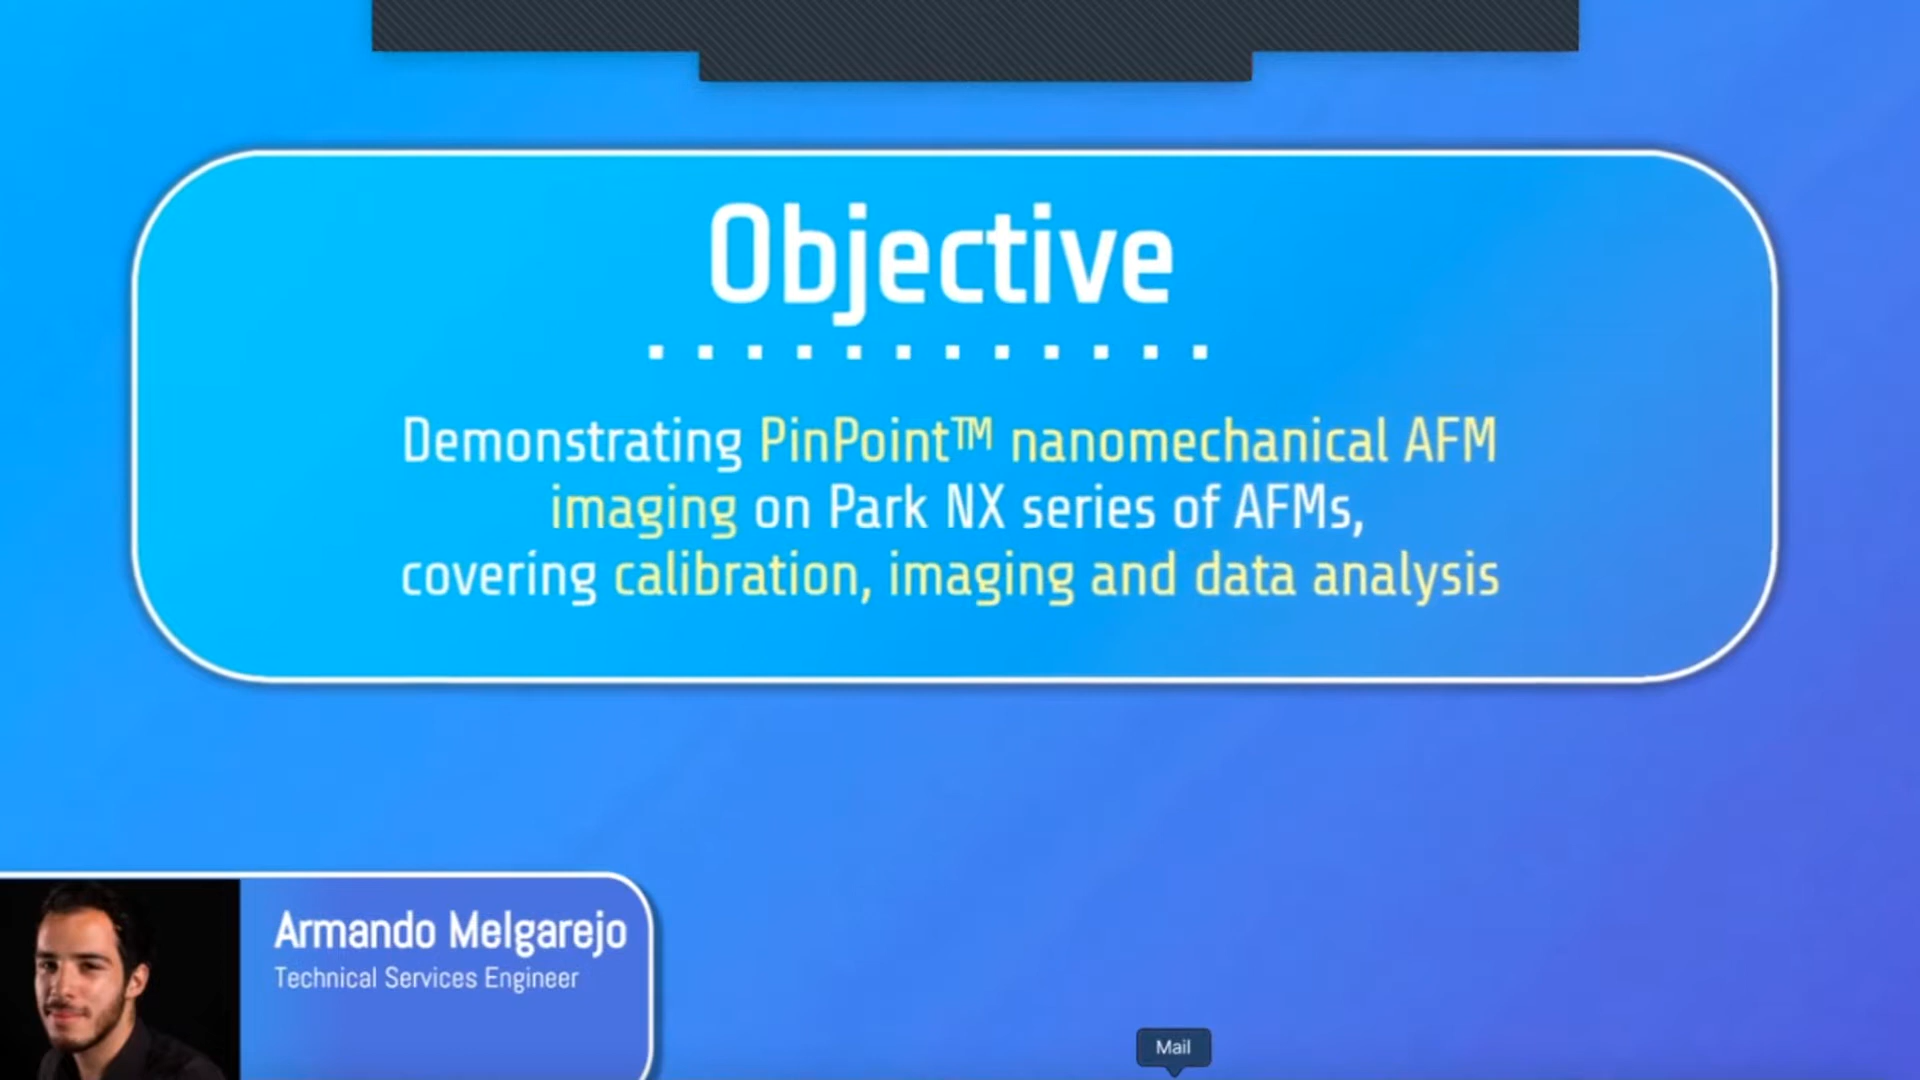 Objective
Demonstrating PinPoint™ nanomechanical AFM
imaging on Park NX series of AFMs,
covering calibration, imaging and data analysis
Armando Melgarejo
Technical Services Engineer
Mail